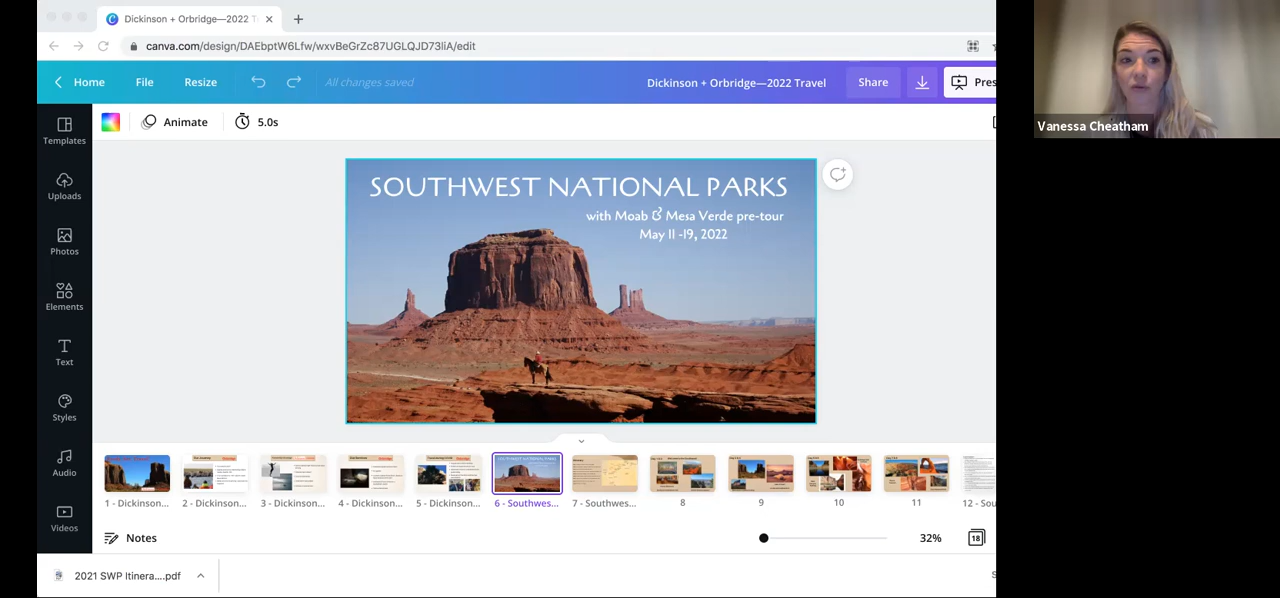 Dickinson + Orbridge—2022 T
canva.com/design/DAEbptW6Lfw/wxvBeGrZc87UGLQJD73liA/edit
Home File Resize All changes saved Dickinson + Orbridge—2022 Travel Share Pres
Animate 5.0s
Templates
Uploads
Photos
Elements
Text
Styles
Audio
Videos
SOUTHWEST NATIONAL PARKS
with Moab & Mesa Verde pre-tour
May 11 -19, 2022
1 - Dickinson... 2 - Dickinson... 3 - Dickinson... 4 - Dickinson... 5 - Dickinson... 6 - Southwes... 7 - Southwes... 8 9 10 11 12 - Sou
Notes 32% 18
2021 SWP Itinera....pdf
Vanessa Cheatham